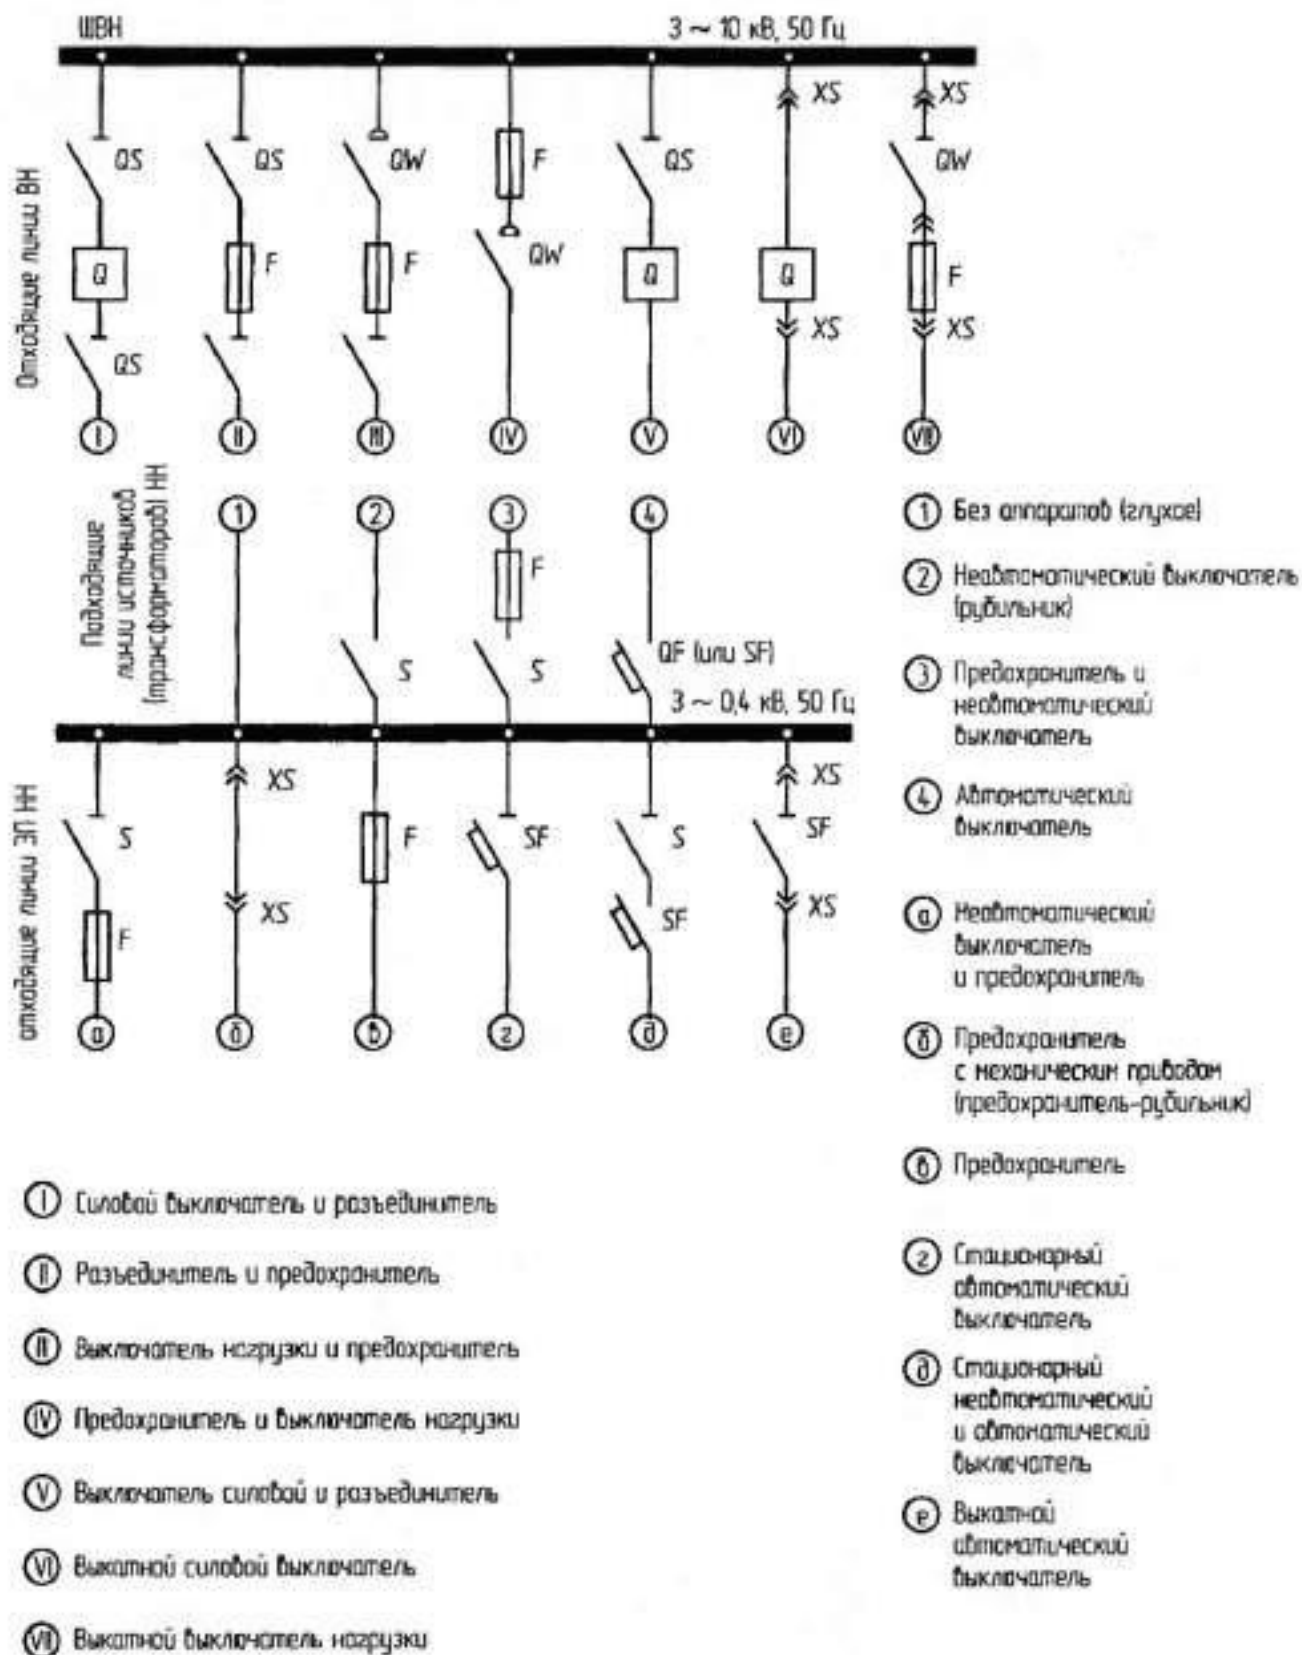 ШВН
3 ~ 10 кВ, 50 Гц
Отходящие линии ВН
XS
XS
QS
QS
QW
F
QS
QW
Q
F
F
QW
Q
Q
F
QS
XS
XS
I
II
III
IV
V
VI
VII
Подходящие
линии источников
(трансформаторов) НН
1
2
3
4
F
S
S
QF (или SF)
3 ~ 0,4 кВ, 50 Гц
отходящие линии ЭП НН
XS
XS
S
F
SF
S
SF
F
XS
SF
XS
а
б
в
г
д
е
1 Без аппаратов (глухое)
2 Неавтоматический выключатель
(рубильник)
3 Предохранитель и
неавтоматический
выключатель
4 Автоматический
выключатель
а Неавтоматический
выключатель
и предохранитель
б Предохранитель
с механическим приводом
(предохранитель-рубильник)
в Предохранитель
г Стационарный
автоматический
выключатель
д Стационарный
неавтоматический
и автоматический
выключатель
е Выкатной
автоматический
выключатель
I Силовой выключатель и разъединитель
II Разъединитель и предохранитель
III Выключатель нагрузки и предохранитель
IV Предохранитель и выключатель нагрузки
V Выключатель силовой и разъединитель
VI Выкатной силовой выключатель
VII Выкатной выключатель нагрузки